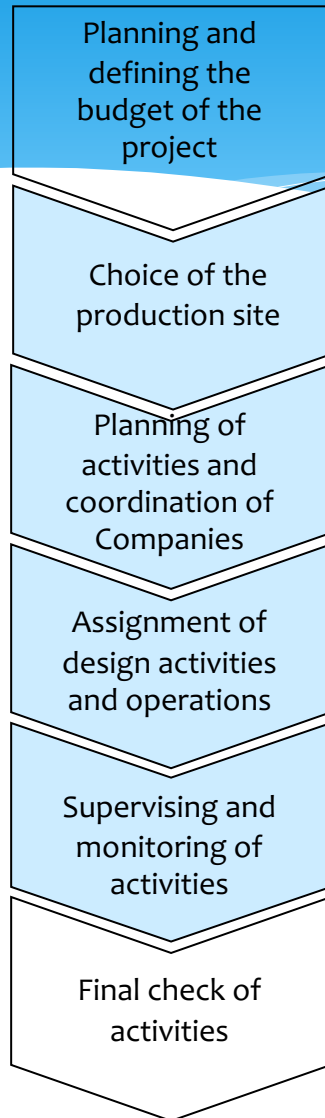 Planning and
defining the
budget of the
project
Choice of the
production site
Planning of
activities and
coordination of
Companies
Assignment of
design activities
and operations
Supervising and
monitoring of
activities
Final check of
activities